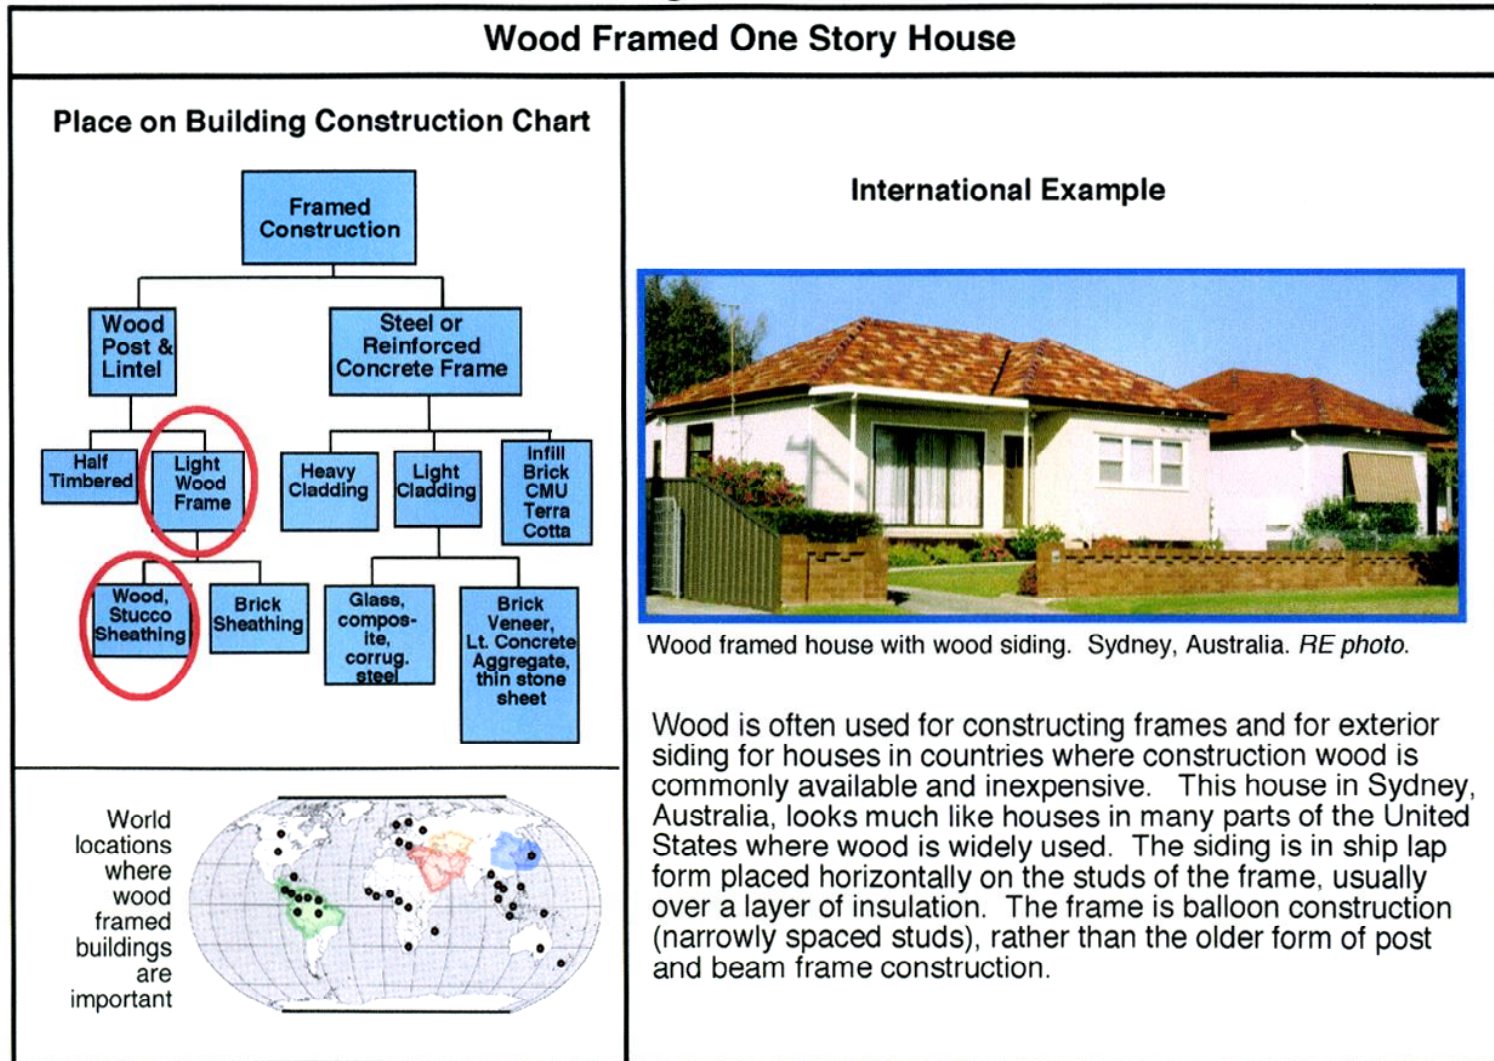 Wood Framed One Story House
Place on Building Construction Chart
Framed
Construction
Wood
Post &
Lintel
Steel or
Reinforced
Concrete Frame
Half
Timbered
Light
Wood
Frame
Heavy
Cladding
Light
Cladding
Infill
Brick
CMU
Terra
Cotta
Wood,
Stucco
Sheathing
Brick
Sheathing
Glass,
compos-
ite,
corrug.
steel
Brick
Veneer,
Lt. Concrete
Aggregate,
thin stone
sheet
World
locations
where
wood
framed
buildings
are
important
International Example
Wood framed house with wood siding. Sydney, Australia. RE photo.
Wood is often used for constructing frames and for exterior
siding for houses in countries where construction wood is
commonly available and inexpensive. This house in Sydney,
Australia, looks much like houses in many parts of the United
States where wood is widely used. The siding is in ship lap
form placed horizontally on the studs of the frame, usually
over a layer of insulation. The frame is balloon construction
(narrowly spaced studs), rather than the older form of post
and beam frame construction.